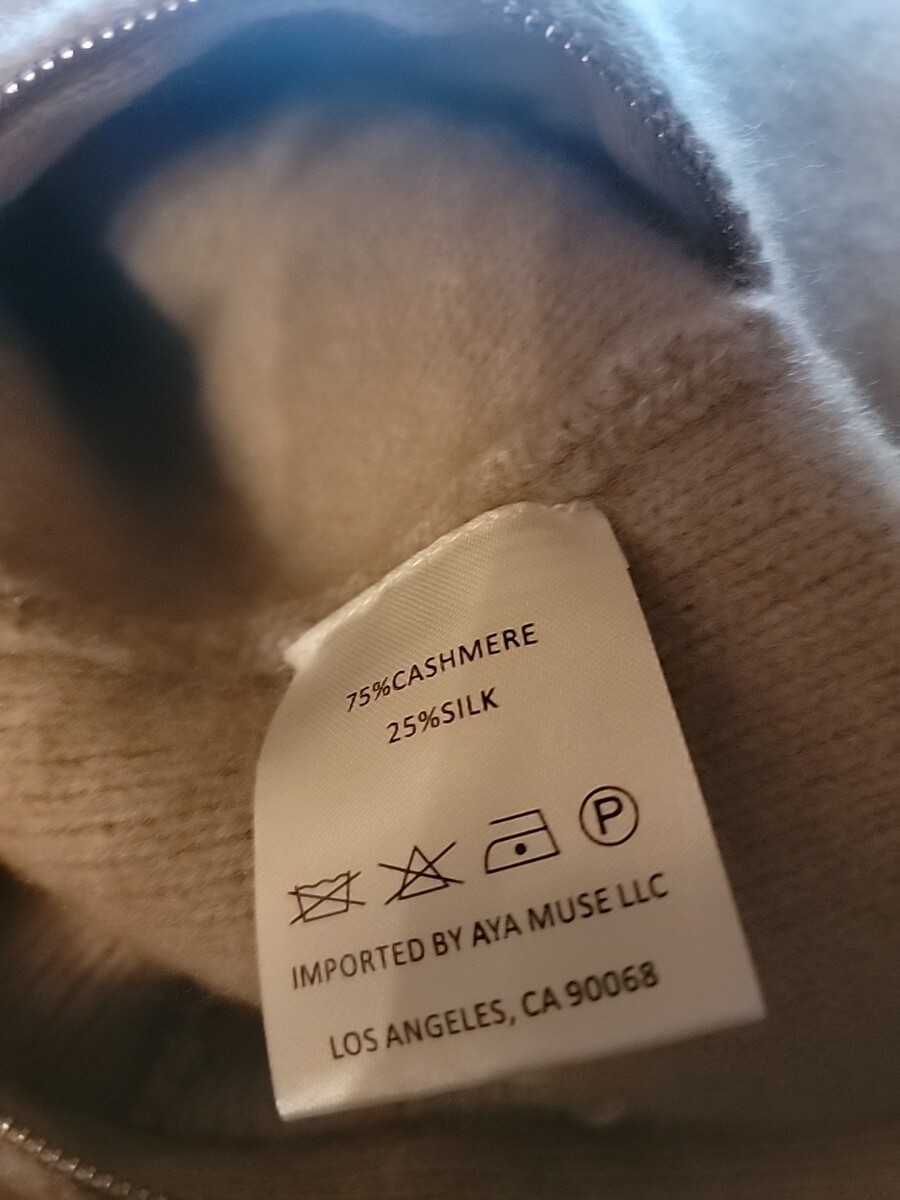 75%CASHMERE
25%SILK
P
IMPORTED BY AYA MUSE LLC
LOS ANGELES, CA 90068